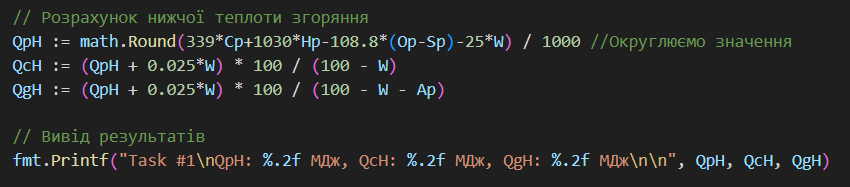 // Розрахунок нижчої теплоти згоряння
QpH := math.Round(339*Cp+1030*Hp-108.8*(Op-Sp)-25*W) / 1000 //Округлюємо значення
QcH := (QpH + 0.025*W) * 100 / (100 - W)
QgH := (QpH + 0.025*W) * 100 / (100 - W - Ap)
// Вивід результатів
fmt.Printf("Task #1\nQpH: %.2f МДж, QcH: %.2f МДж, QgH: %.2f МДж\n\n", QpH, QcH, QgH)